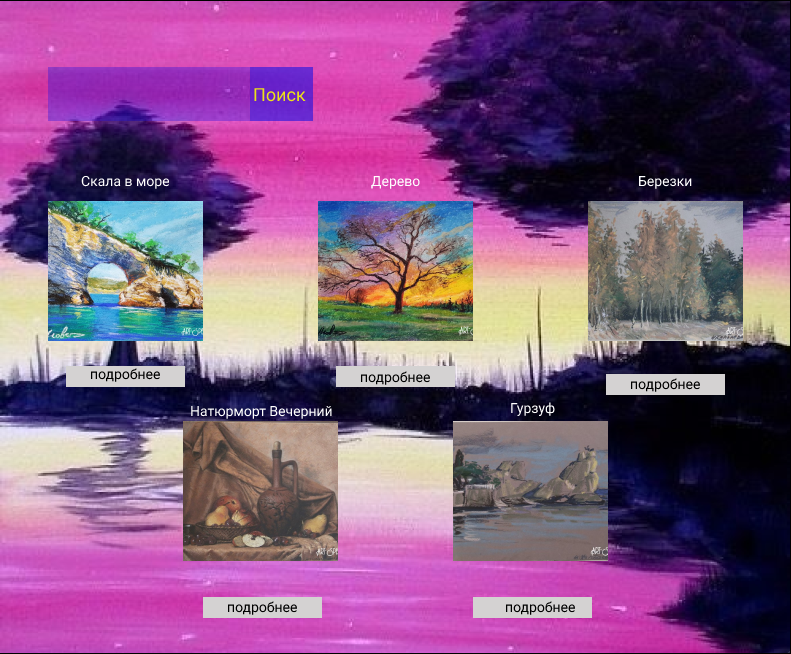 Поиск
Скала в море
Дерево
Березки
подробнее
подробнее
подробнее
Натюрморт Вечерний
Гурзуф
подробнее
подробнее